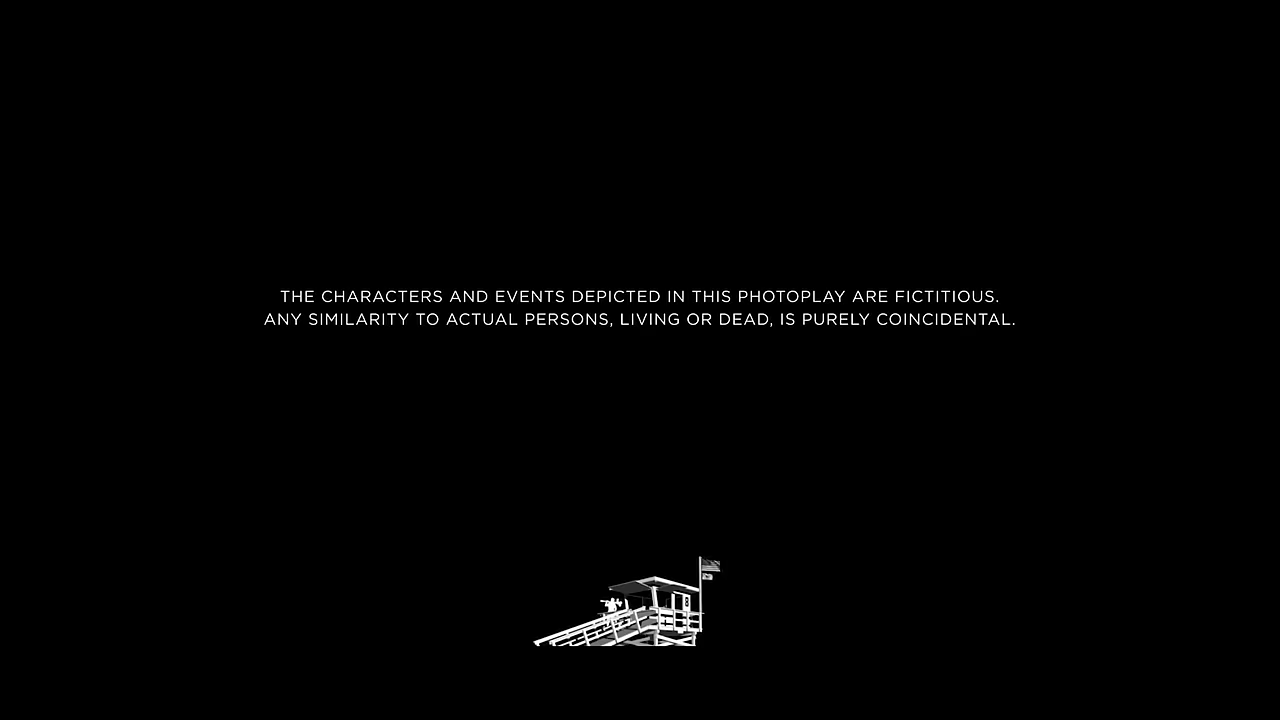 THE CHARACTERS AND EVENTS DEPICTED IN THIS PHOTOPLAY ARE FICTITIOUS.
ANY SIMILARITY TO ACTUAL PERSONS, LIVING OR DEAD, IS PURELY COINCIDENTAL.